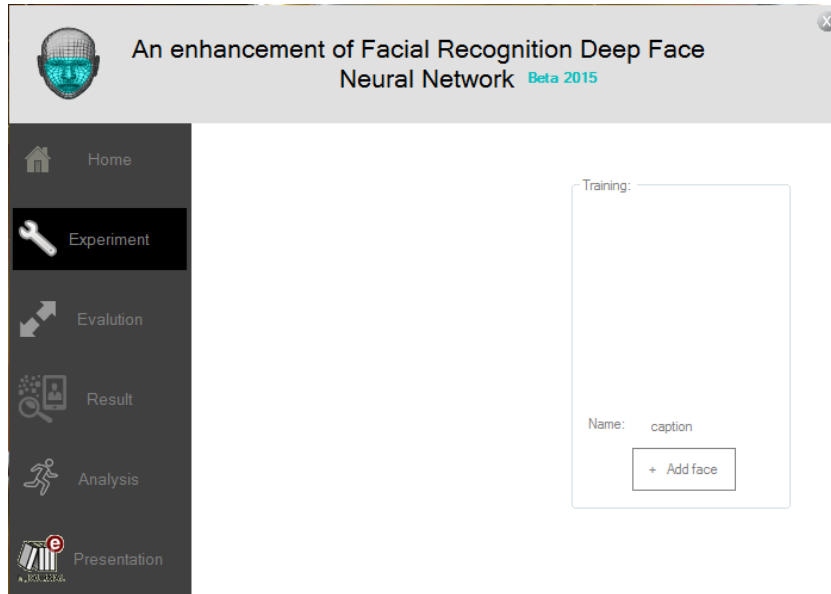 An enhancement of Facial Recognition Deep Face
Neural Network Beta 2015
X
Home
Experiment
Evalution
Result
Analysis
e
Presentation
Training:
Name: caption
+ Add face